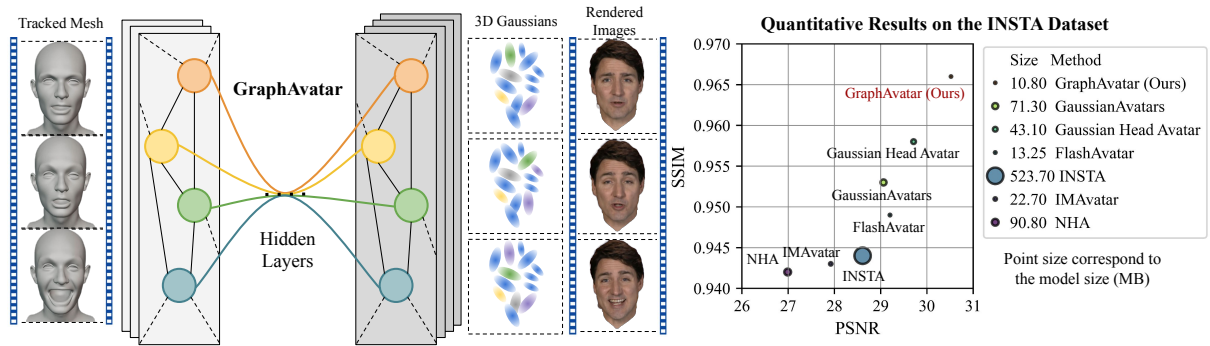 Tracked Mesh
GraphAvatar
Hidden
Layers
3D Gaussians
Rendered
Images
Quantitative Results on the INSTA Dataset
SSIM
0.970
0.965
0.960
0.955
0.950
0.945
0.940
26
27
28
29
30
31
PSNR
GraphAvatar (Ours)
Gaussian Head Avatar
GaussianAvatars
FlashAvatar
NHA
IMAvatar
INSTA
Size Method
10.80 GraphAvatar (Ours)
71.30 GaussianAvatars
43.10 Gaussian Head Avatar
13.25 FlashAvatar
523.70 INSTA
22.70 IMAvatar
90.80 NHA
Point size correspond to
the model size (MB)